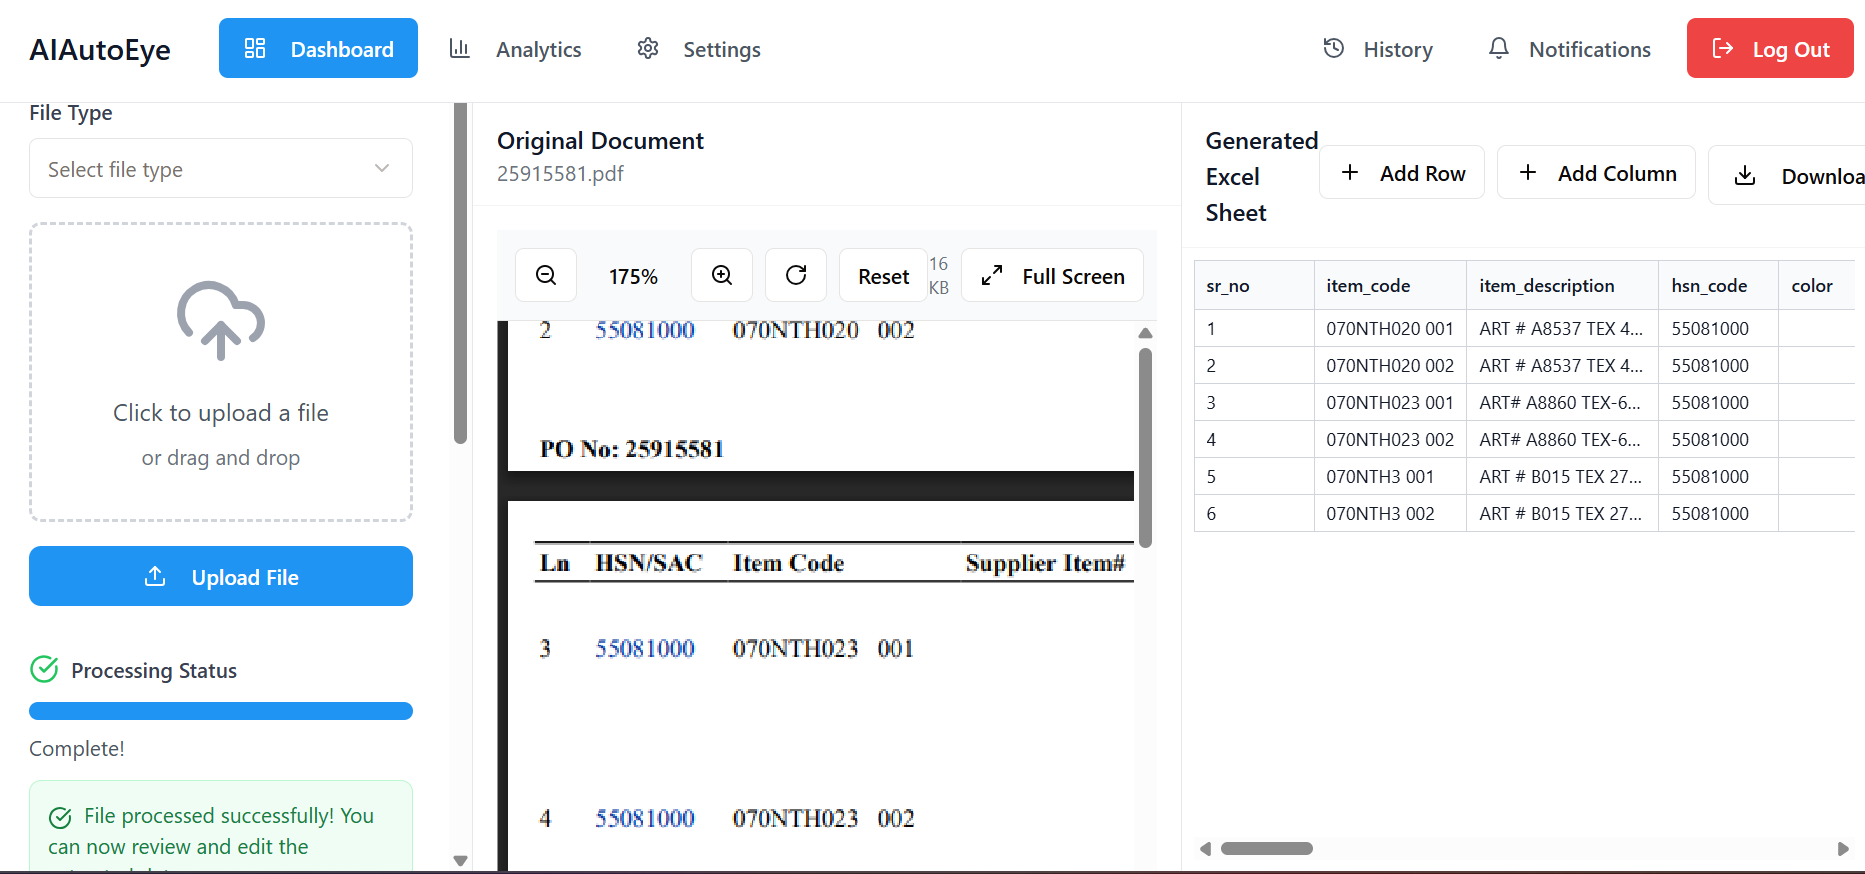 AIAutoEye Dashboard Analytics Settings History Notifications Log Out
File Type
Select file type
Click to upload a file
or drag and drop
Upload File
Processing Status
Complete!
File processed successfully! You
can now review and edit the
Original Document
25915581.pdf
175% Reset 16 KB Full Screen
2 55081000 070NTH020 002
PO No: 25915581
Ln HSN/SAC Item Code Supplier Item#
3 55081000 070NTH023 001
4 55081000 070NTH023 002
Generated
Excel
Sheet
Add Row Add Column Downloa
sr_no item_code item_description hsn_code color
1 070NTH020 001 ART # A8537 TEX 4... 55081000
2 070NTH020 002 ART # A8537 TEX 4... 55081000
3 070NTH023 001 ART# A8860 TEX-6... 55081000
4 070NTH023 002 ART# A8860 TEX-6... 55081000
5 070NTH3 001 ART # B015 TEX 27... 55081000
6 070NTH3 002 ART # B015 TEX 27... 55081000